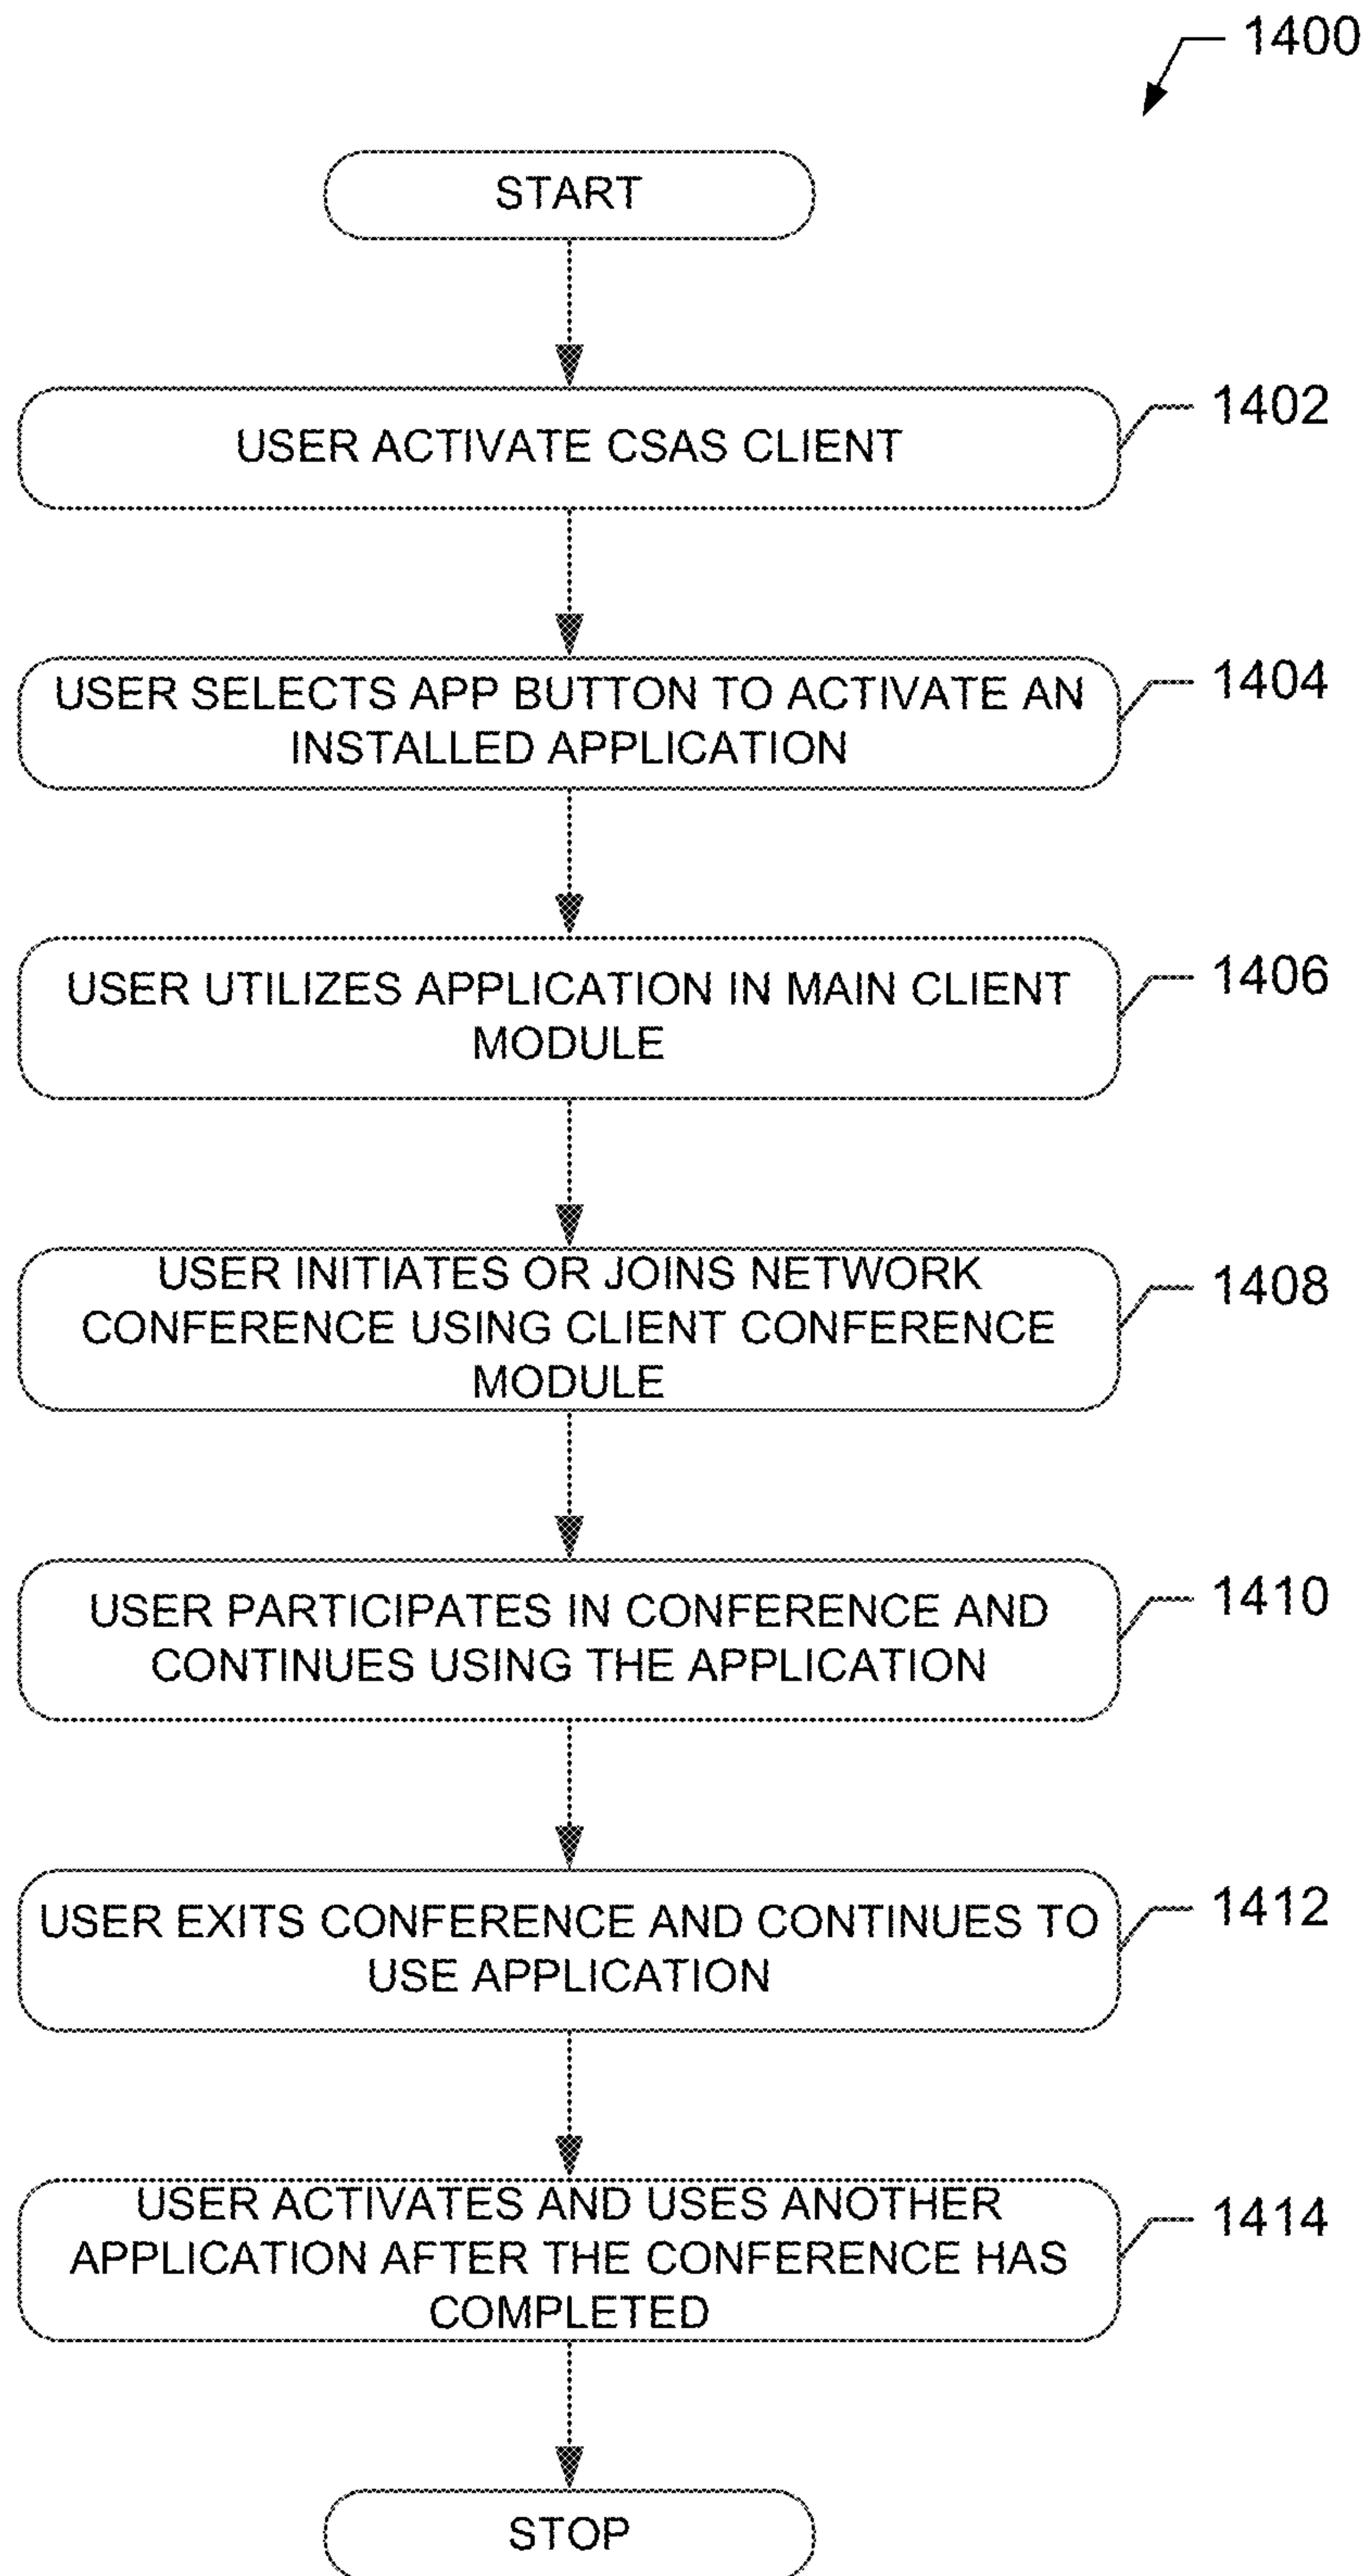 1400
START
1402
USER ACTIVATE CSAS CLIENT
1404
USER SELECTS APP BUTTON TO ACTIVATE AN
INSTALLED APPLICATION
1406
USER UTILIZES APPLICATION IN MAIN CLIENT
MODULE
1408
USER INITIATES OR JOINS NETWORK
CONFERENCE USING CLIENT CONFERENCE
MODULE
1410
USER PARTICIPATES IN CONFERENCE AND
CONTINUES USING THE APPLICATION
1412
USER EXITS CONFERENCE AND CONTINUES TO
USE APPLICATION
1414
USER ACTIVATES AND USES ANOTHER
APPLICATION AFTER THE CONFERENCE HAS
COMPLETED
STOP